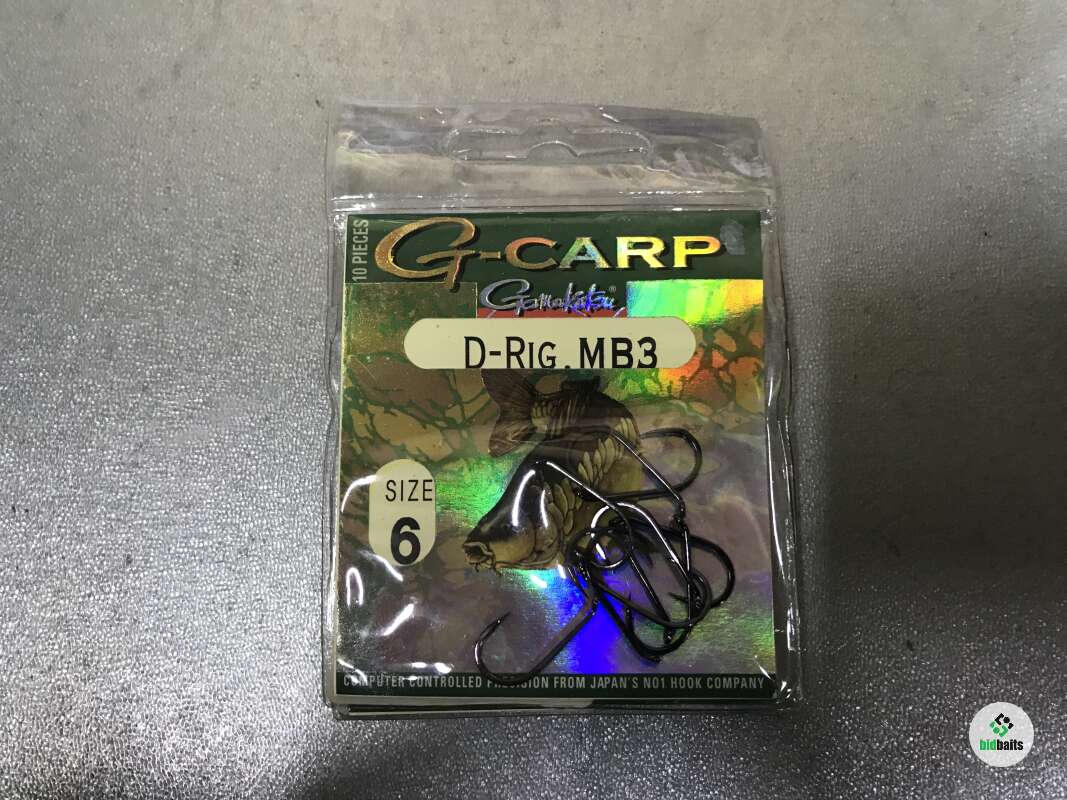 10 PIECES
G-CARP
Gamakatsu®
D-RIG. MB3
SIZE
6
COMPUTER CONTROLLED PRECISION FROM JAPAN'S NO1 HOOK COMPANY
bidbaits